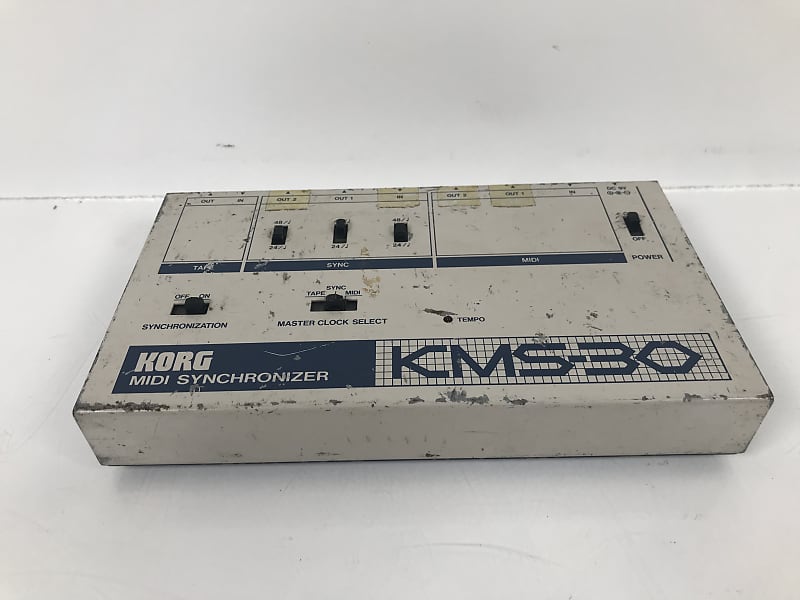 OUT IN OUT 2 OUT 1 IN OUT 2 OUT 1 IN DC 9V
48/♩ 48/♩
24/♩ 24/♩ 24/♩ OFF
TAPE SYNC MIDI POWER
OFF ON TAPE SYNC MIDI
SYNCHRONIZATION MASTER CLOCK SELECT TEMPO
KORG
MIDI SYNCHRONIZER
KMS-30